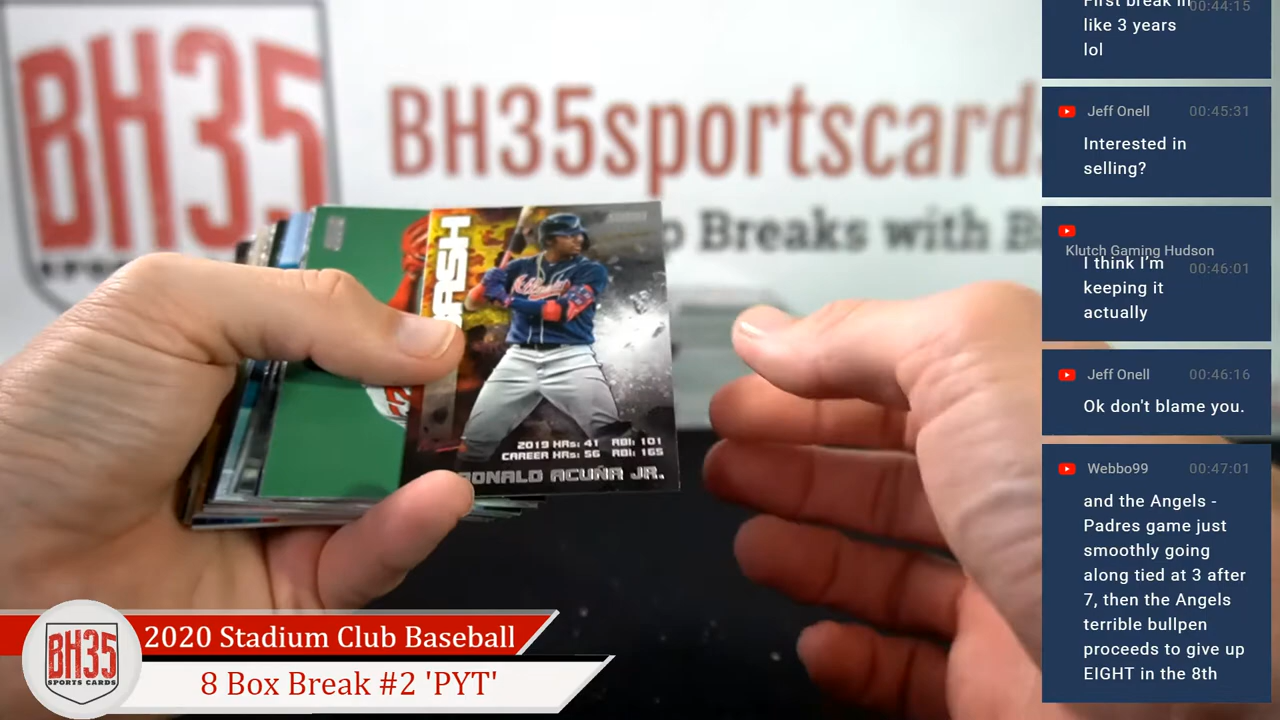 BH35
SPORTS
BH35sportscards
Breaks with
ASH
2019 HRs: 41 RBI: 101
CAREER HRs: 56 RBI: 165
RONALD ACUÑA JR.
2020 Stadium Club Baseball
8 Box Break #2 'PYT'
BH35
SPORTS CARDS
First break in
00:44:15
like 3 years
lol
Jeff Onell 00:45:31
Interested in
selling?
Klutch Gaming Hudson
I think I'm
00:46:01
keeping it
actually
Jeff Onell 00:46:16
Ok don't blame you.
Webbo99 00:47:01
and the Angels -
Padres game just
smoothly going
along tied at 3 after
7, then the Angels
terrible bullpen
proceeds to give up
EIGHT in the 8th